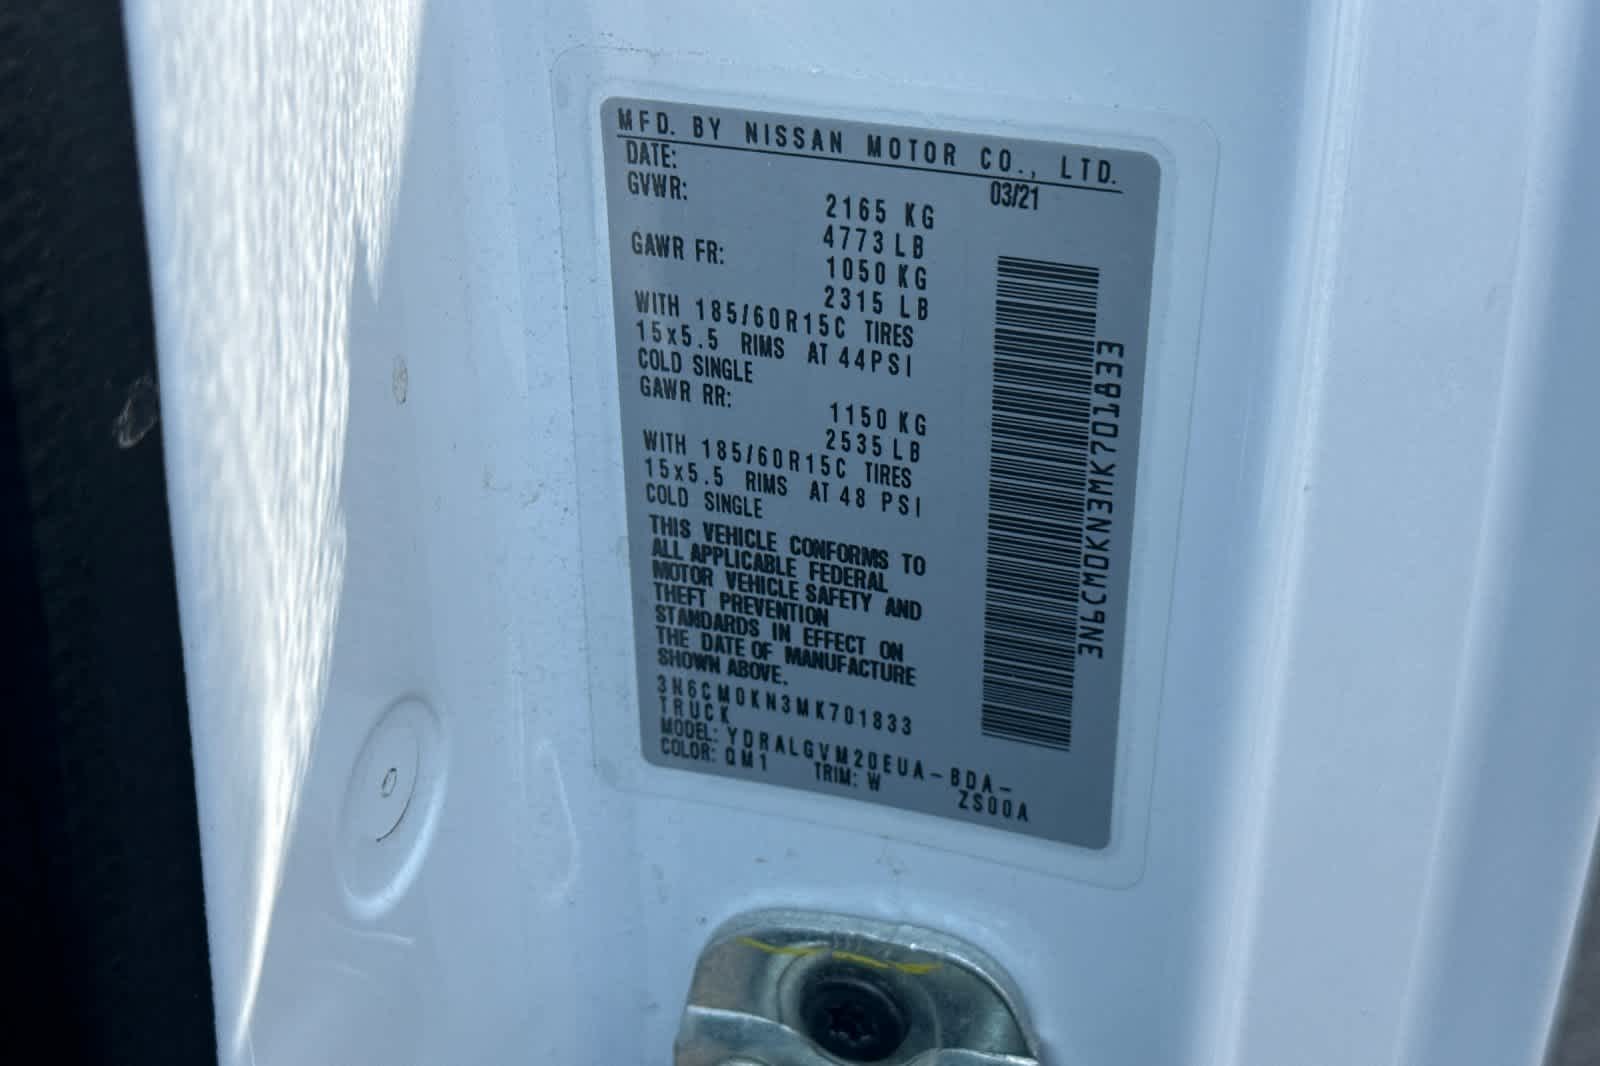 MFD. BY NISSAN MOTOR CO., LTD.
DATE: 03/21
GVWR: 2165 KG
4773 LB
GAWR FR: 1050 KG
2315 LB
WITH 185/60R15C TIRES
15x5.5 RIMS AT 44PSI
COLD SINGLE
GAWR RR: 1150 KG
2535 LB
WITH 185/60R15C TIRES
15x5.5 RIMS AT 48 PSI
COLD SINGLE
THIS VEHICLE CONFORMS TO
ALL APPLICABLE FEDERAL
MOTOR VEHICLE SAFETY AND
THEFT PREVENTION
STANDARDS IN EFFECT ON
THE DATE OF MANUFACTURE
SHOWN ABOVE.
3N6CM0KN3MK701833
TRUCK
MODEL: YDRALGVM20EUA-BDA-
ZS00A
COLOR: QM1 TRIM: W
3N6CM0KN3MK701833